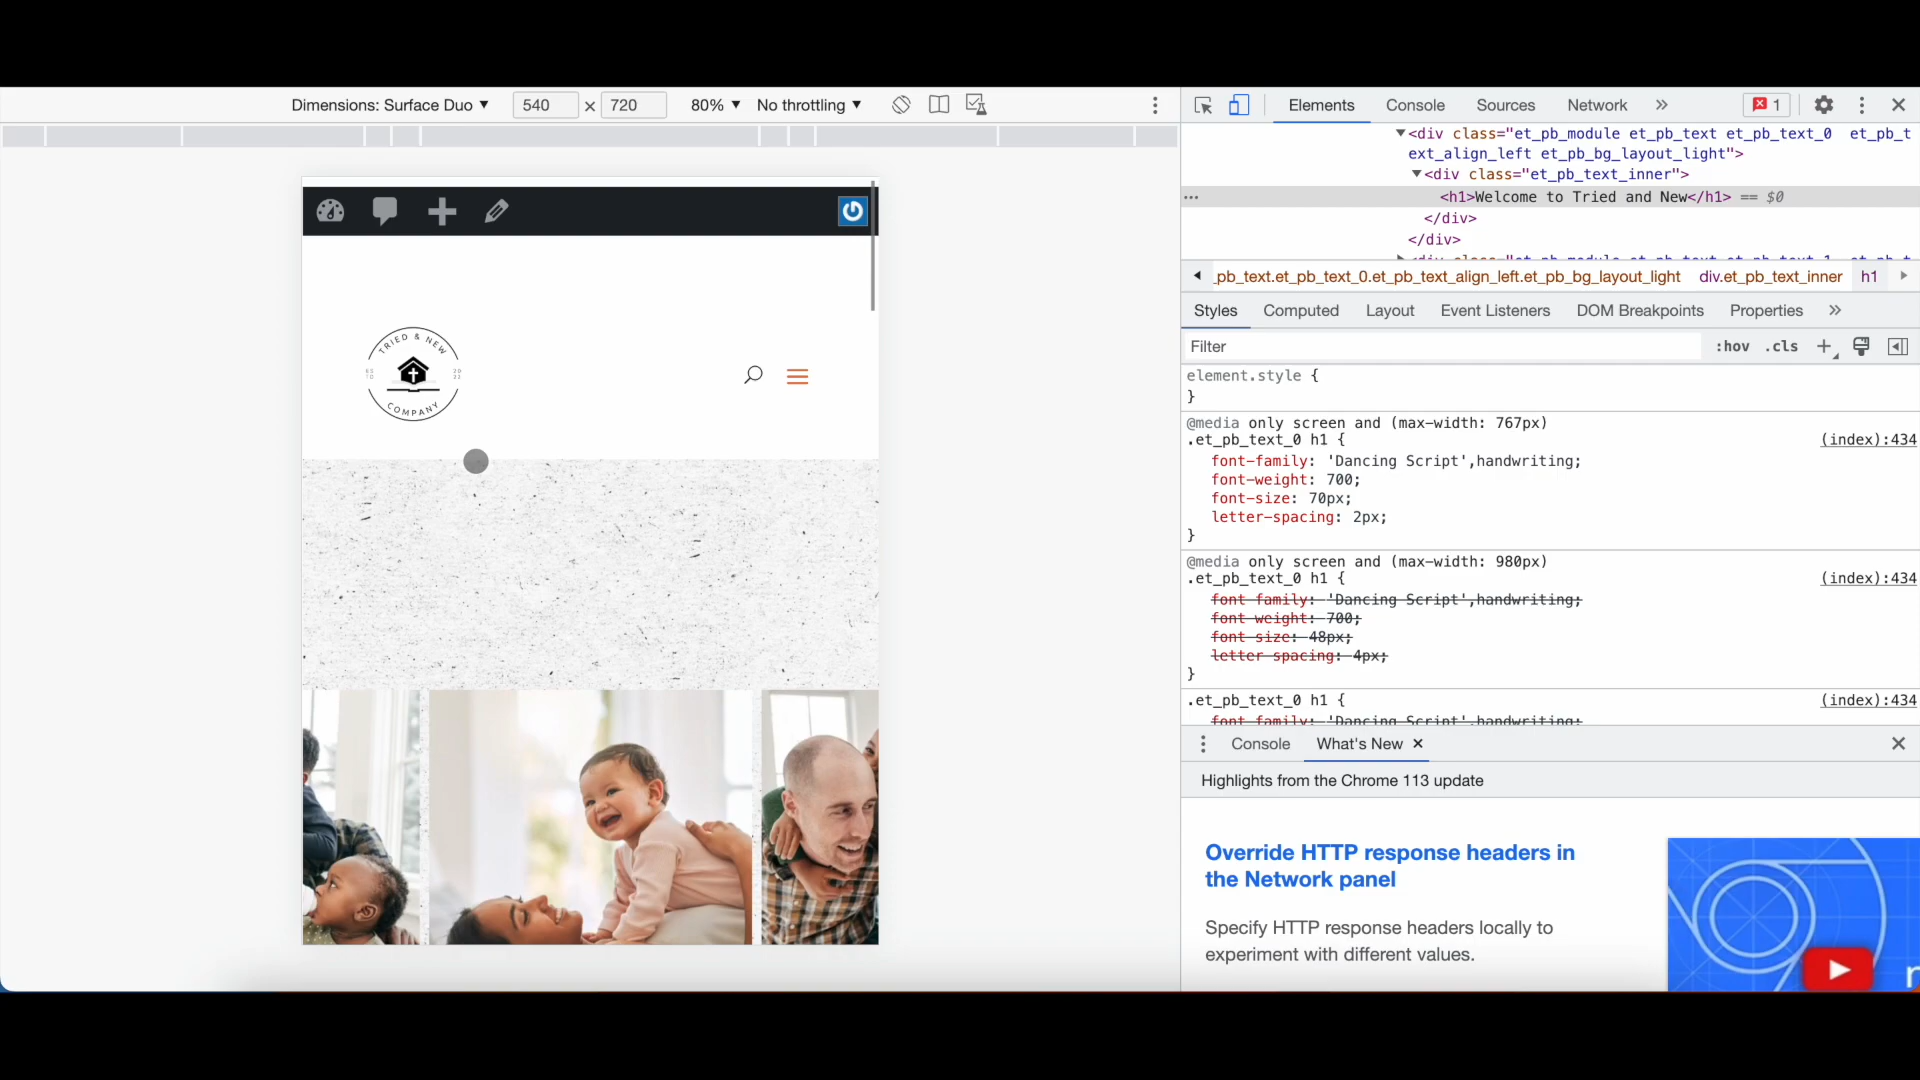 Dimensions: Surface Duo ▼ 540 × 720 80% ▼ No throttling ▼
Elements Console Sources Network » 1
▼<div class="et_pb_module et_pb_text et_pb_text_0 et_pb_t
ext_align_left et_pb_bg_layout_light">
▼<div class="et_pb_text_inner">
··· <h1>Welcome to Tried and New</h1> == $0
</div>
</div>
_pb_text.et_pb_text_0.et_pb_text_align_left.et_pb_bg_layout_light div.et_pb_text_inner h1
Styles Computed Layout Event Listeners DOM Breakpoints Properties »
Filter :hov .cls
element.style {
}
@media only screen and (max-width: 767px)
.et_pb_text_0 h1 { (index):434
font-family: 'Dancing Script',handwriting;
font-weight: 700;
font-size: 70px;
letter-spacing: 2px;
}
@media only screen and (max-width: 980px)
.et_pb_text_0 h1 { (index):434
font-family: 'Dancing Script',handwriting;
font-weight: 700;
font-size: 48px;
letter-spacing: 4px;
}
.et_pb_text_0 h1 { (index):434
font-family: 'Dancing Script',handwriting;
Console What's New ×
Highlights from the Chrome 113 update
Override HTTP response headers in
the Network panel
Specify HTTP response headers locally to
experiment with different values.
TRIED & NEW
COMPANY